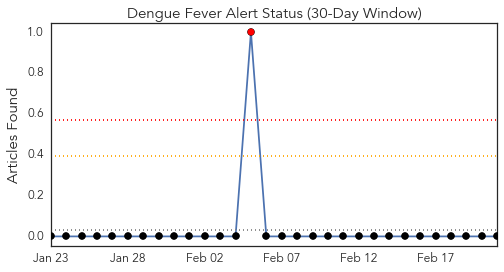 Dengue Fever Alert Status (30-Day Window)
Articles Found
1.0
0.8
0.6
0.4
0.2
0.0
Jan 23 Jan 28 Feb 02 Feb 07 Feb 12 Feb 17